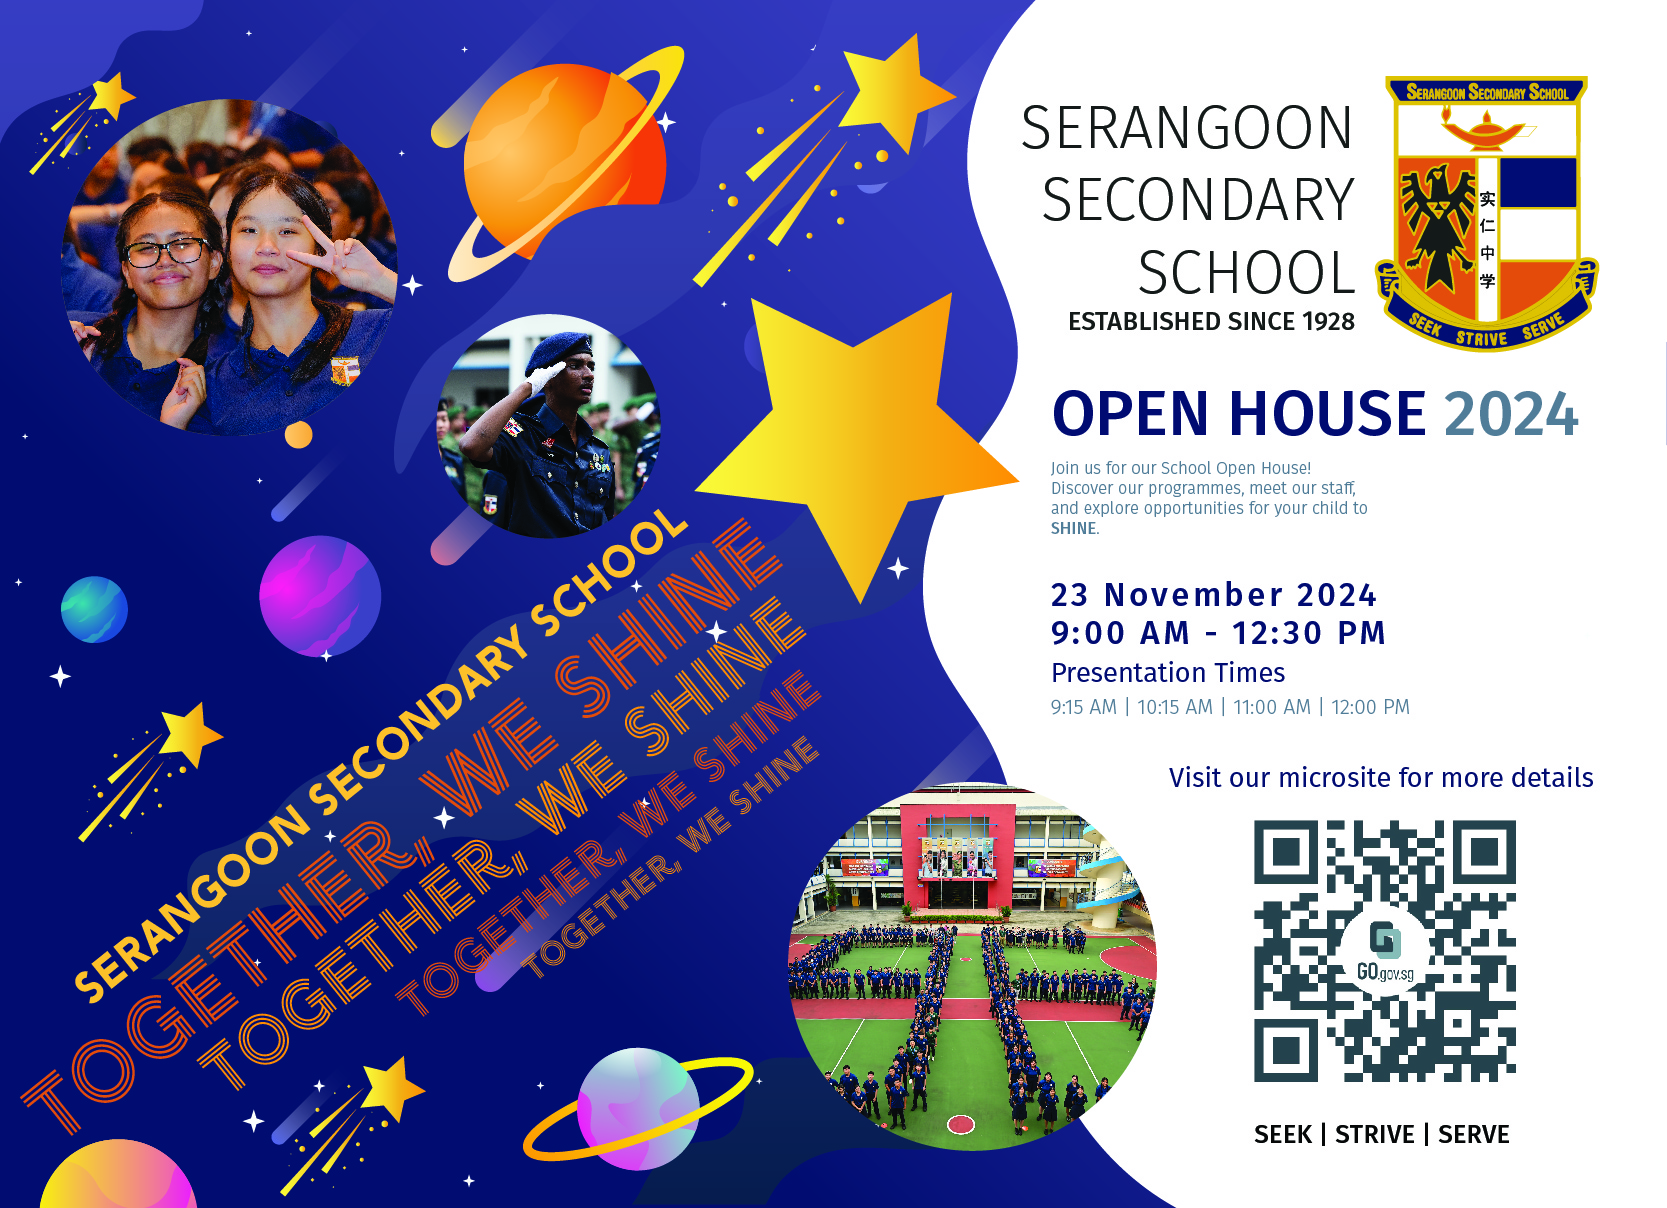 SERANGOON
SECONDARY
SCHOOL
ESTABLISHED SINCE 1928
SERANGOON SECONDARY SCHOOL
实
仁
中
学
SEEK STRIVE SERVE
OPEN HOUSE 2024
Join us for our School Open House!
Discover our programmes, meet our staff,
and explore opportunities for your child to
SHINE.
23 November 2024
9:00 AM - 12:30 PM
Presentation Times
9:15 AM | 10:15 AM | 11:00 AM | 12:00 PM
Visit our microsite for more details
GO.gov.sg
SEEK | STRIVE | SERVE
SERANGOON SECONDARY SCHOOL
TOGETHER, WE SHINE
TOGETHER, WE SHINE
TOGETHER, WE SHINE
TOGETHER, WE SHINE